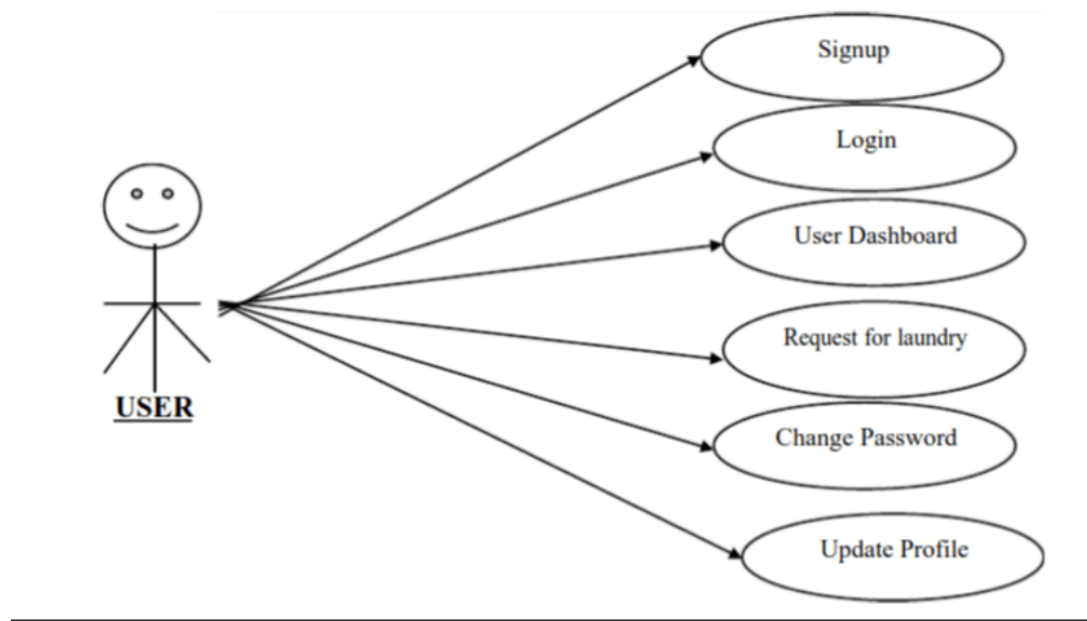 Signup
Login
User Dashboard
Request for laundry
Change Password
Update Profile
USER